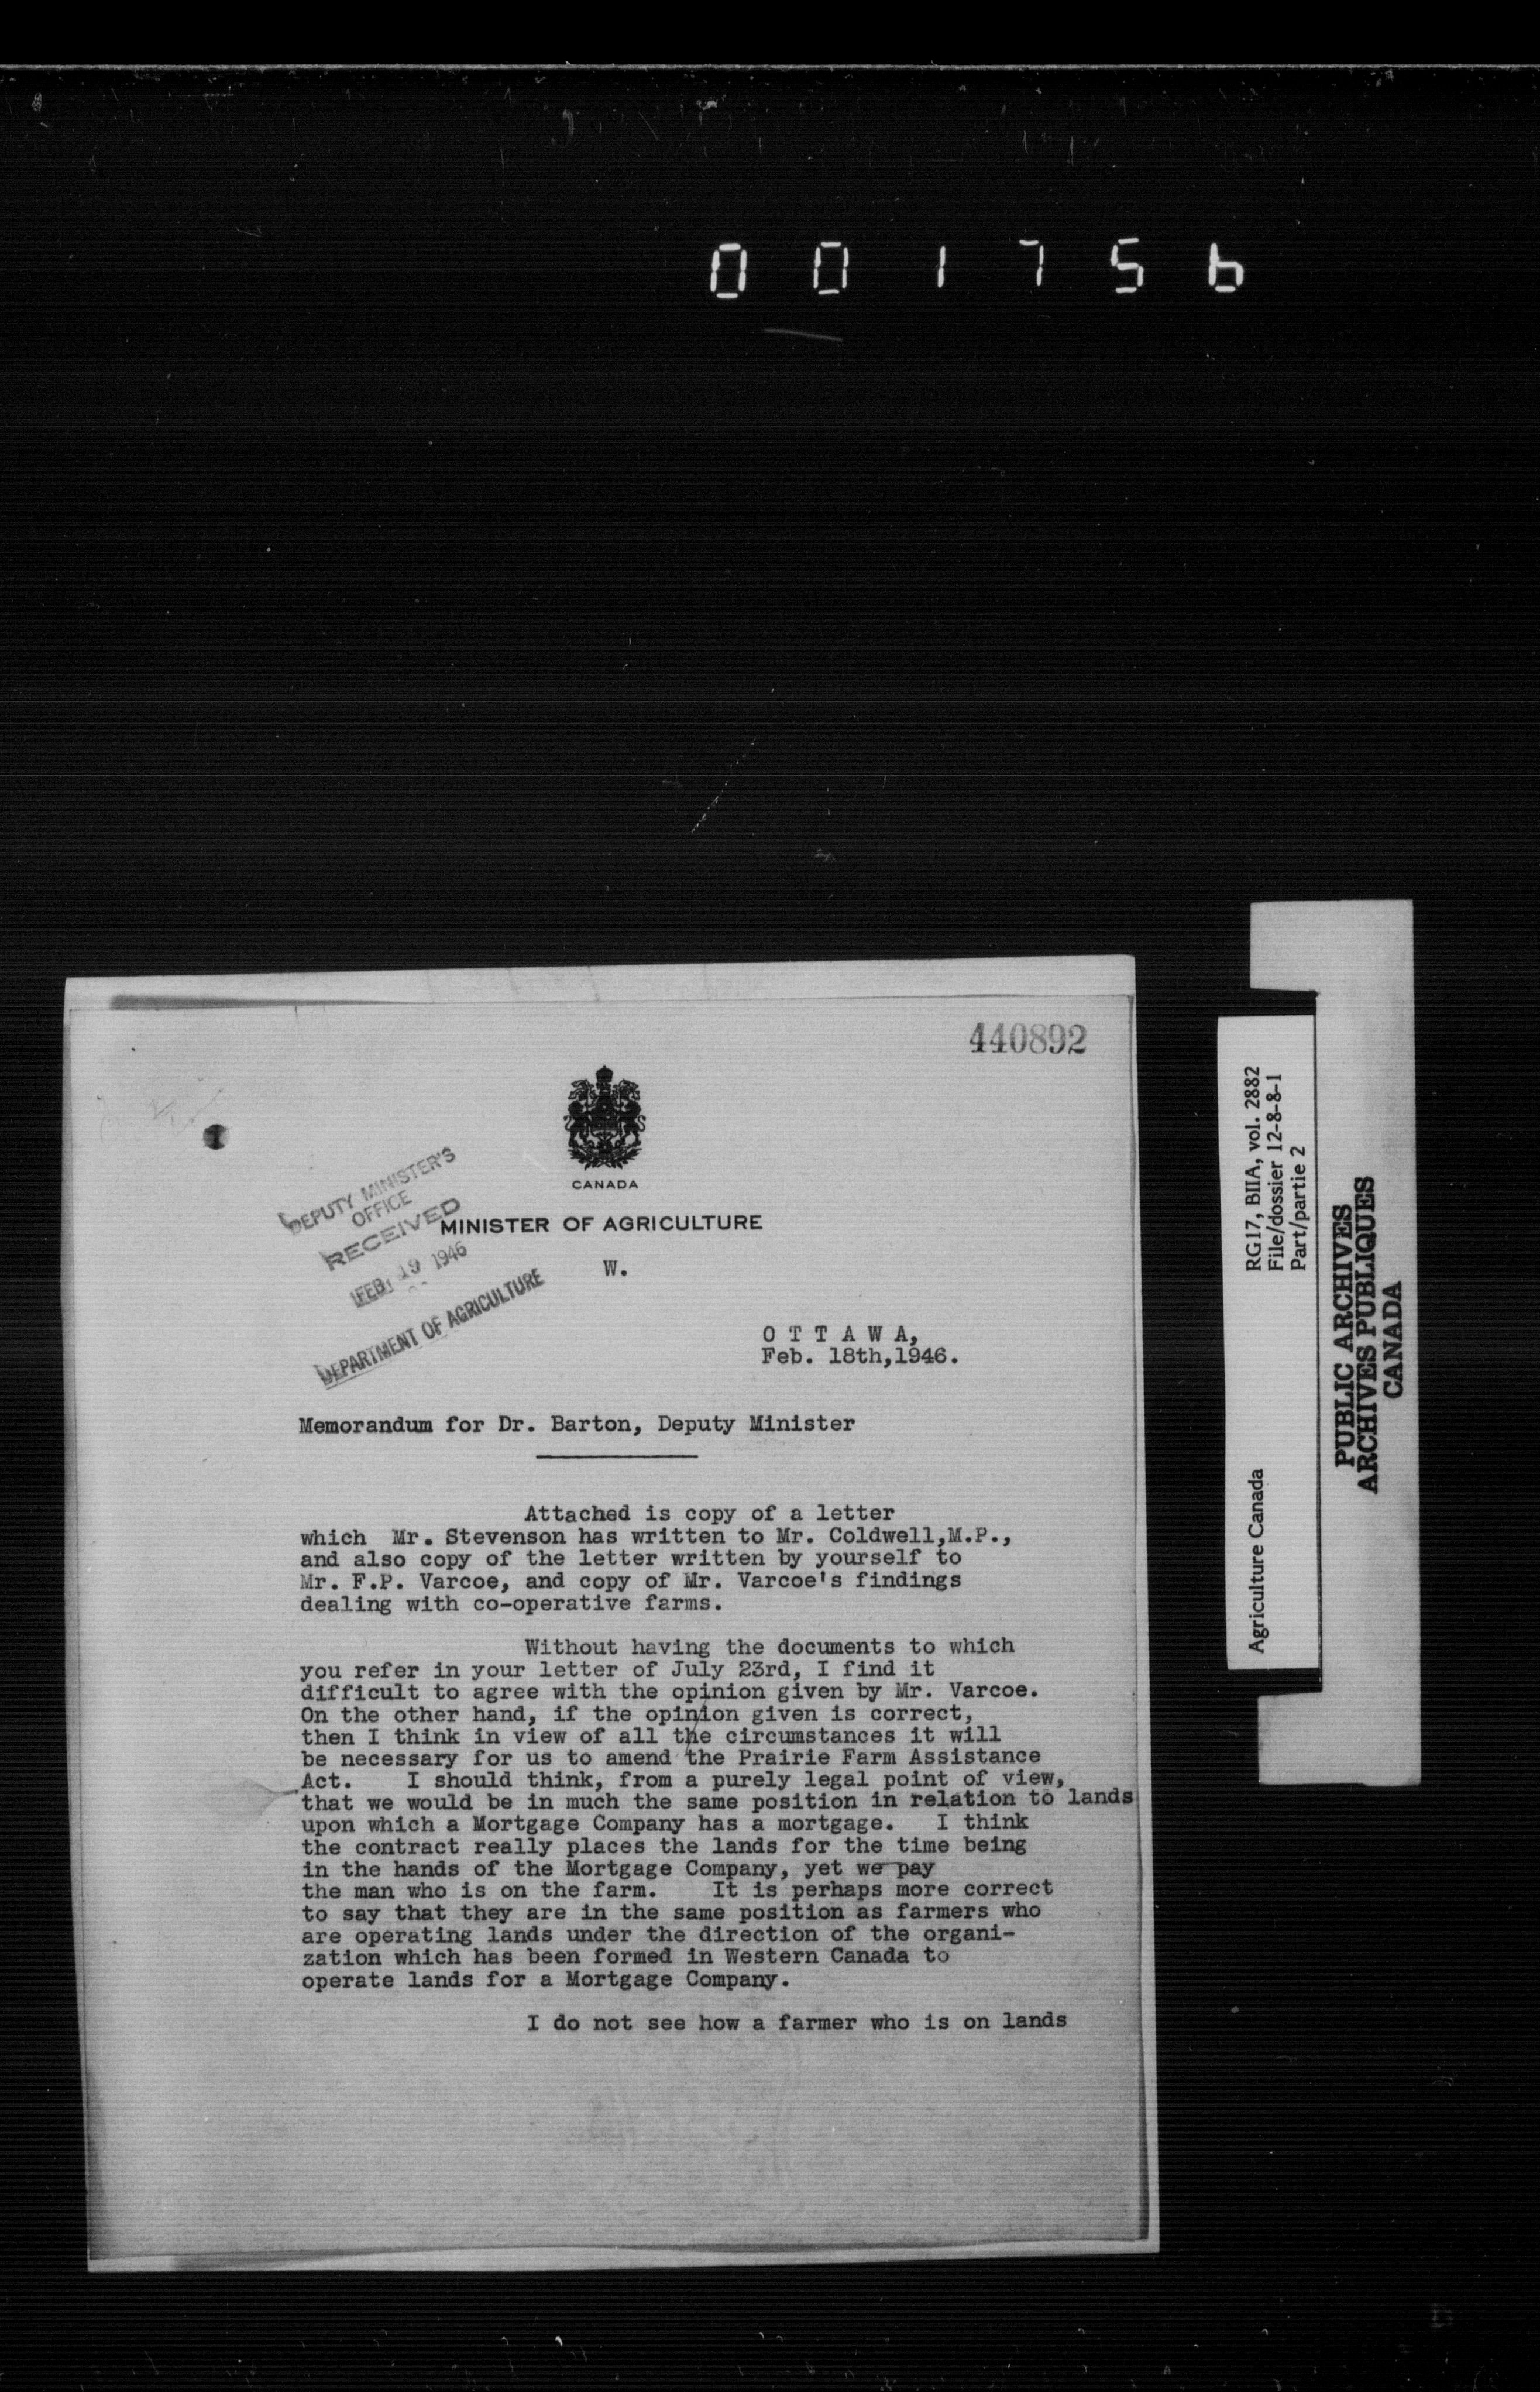 001756
440892
CANADA
MINISTER OF AGRICULTURE
W.
DEPUTY MINISTER'S
OFFICE
RECEIVED
FEB 19 1946
DEPARTMENT OF AGRICULTURE
O T T A W A,
Feb. 18th,1946.
Memorandum for Dr. Barton, Deputy Minister
Attached is copy of a letter
which Mr. Stevenson has written to Mr. Coldwell,M.P.,
and also copy of the letter written by yourself to
Mr. F.P. Varcoe, and copy of Mr. Varcoe's findings
dealing with co-operative farms.
Without having the documents to which
you refer in your letter of July 23rd, I find it
difficult to agree with the opinion given by Mr. Varcoe.
On the other hand, if the opinion given is correct,
then I think in view of all the circumstances it will
be necessary for us to amend the Prairie Farm Assistance
Act. I should think, from a purely legal point of view,
that we would be in much the same position in relation to lands
upon which a Mortgage Company has a mortgage. I think
the contract really places the lands for the time being
in the hands of the Mortgage Company, yet we pay
the man who is on the farm. It is perhaps more correct
to say that they are in the same position as farmers who
are operating lands under the direction of the organi-
zation which has been formed in Western Canada to
operate lands for a Mortgage Company.
I do not see how a farmer who is on lands
Agriculture Canada
RG17, BIIA, vol. 2882
File/dossier 12-8-8-1
Part/partie 2
PUBLIC ARCHIVES
ARCHIVES PUBLIQUES
CANADA